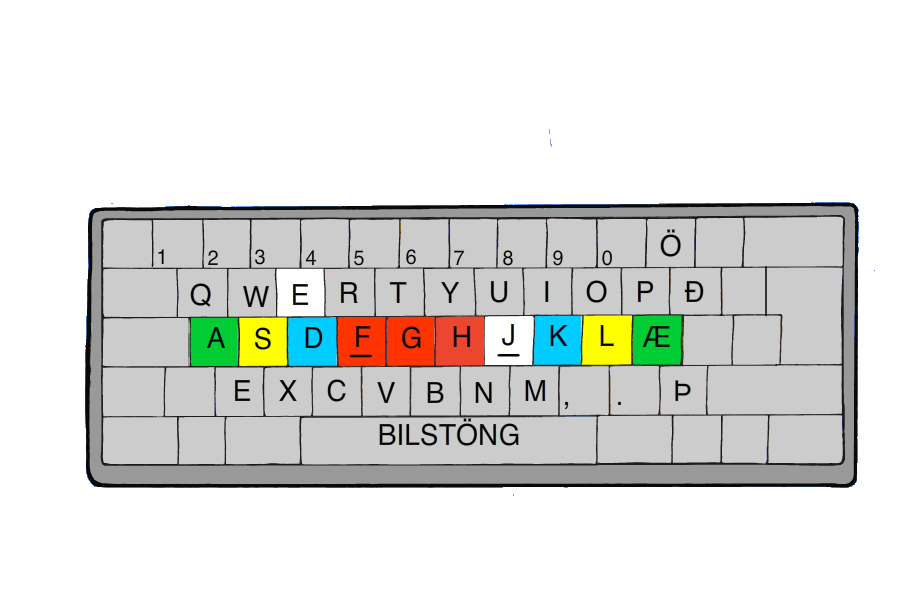 1 2 3 4 5 6 7 8 9 0 Ö
Q W E R T Y U I O P Ð
A S D F G H J K L Æ
E X C V B N M , . Þ
BILSTÖNG